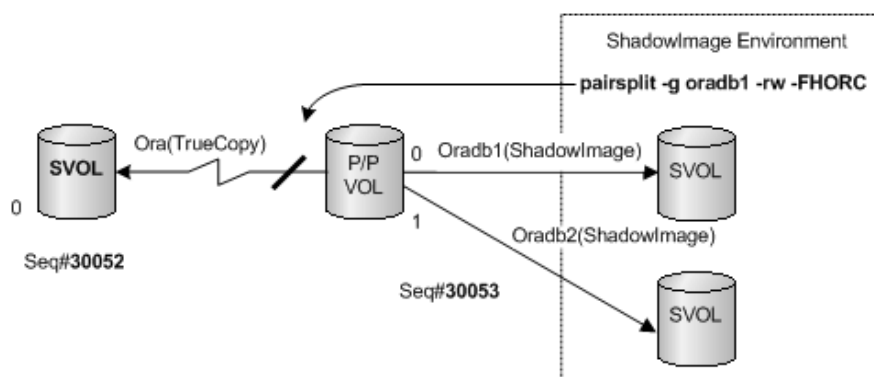 ShadowImage Environment
pairsplit -g oradb1 -rw -FHORC
Ora(TrueCopy)
SVOL
0
Seq#30052
P/P
VOL
0
1
Oradb1(ShadowImage)
SVOL
Oradb2(ShadowImage)
Seq#30053
SVOL